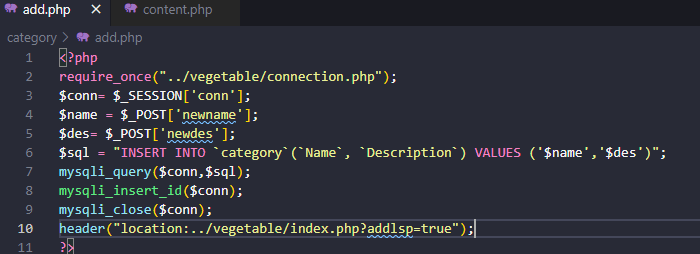 add.php ×
content.php
category > add.php
1 <?php
2 require_once("../vegetable/connection.php");
3 $conn= $_SESSION['conn'];
4 $name = $_POST['newname'];
5 $des= $_POST['newdes'];
6 $sql = "INSERT INTO `category`(`Name`, `Description`) VALUES ('$name','$des')";
7 mysqli_query($conn,$sql);
8 mysqli_insert_id($conn);
9 mysqli_close($conn);
10 header("location:../vegetable/index.php?addlsp=true");
11 ?>